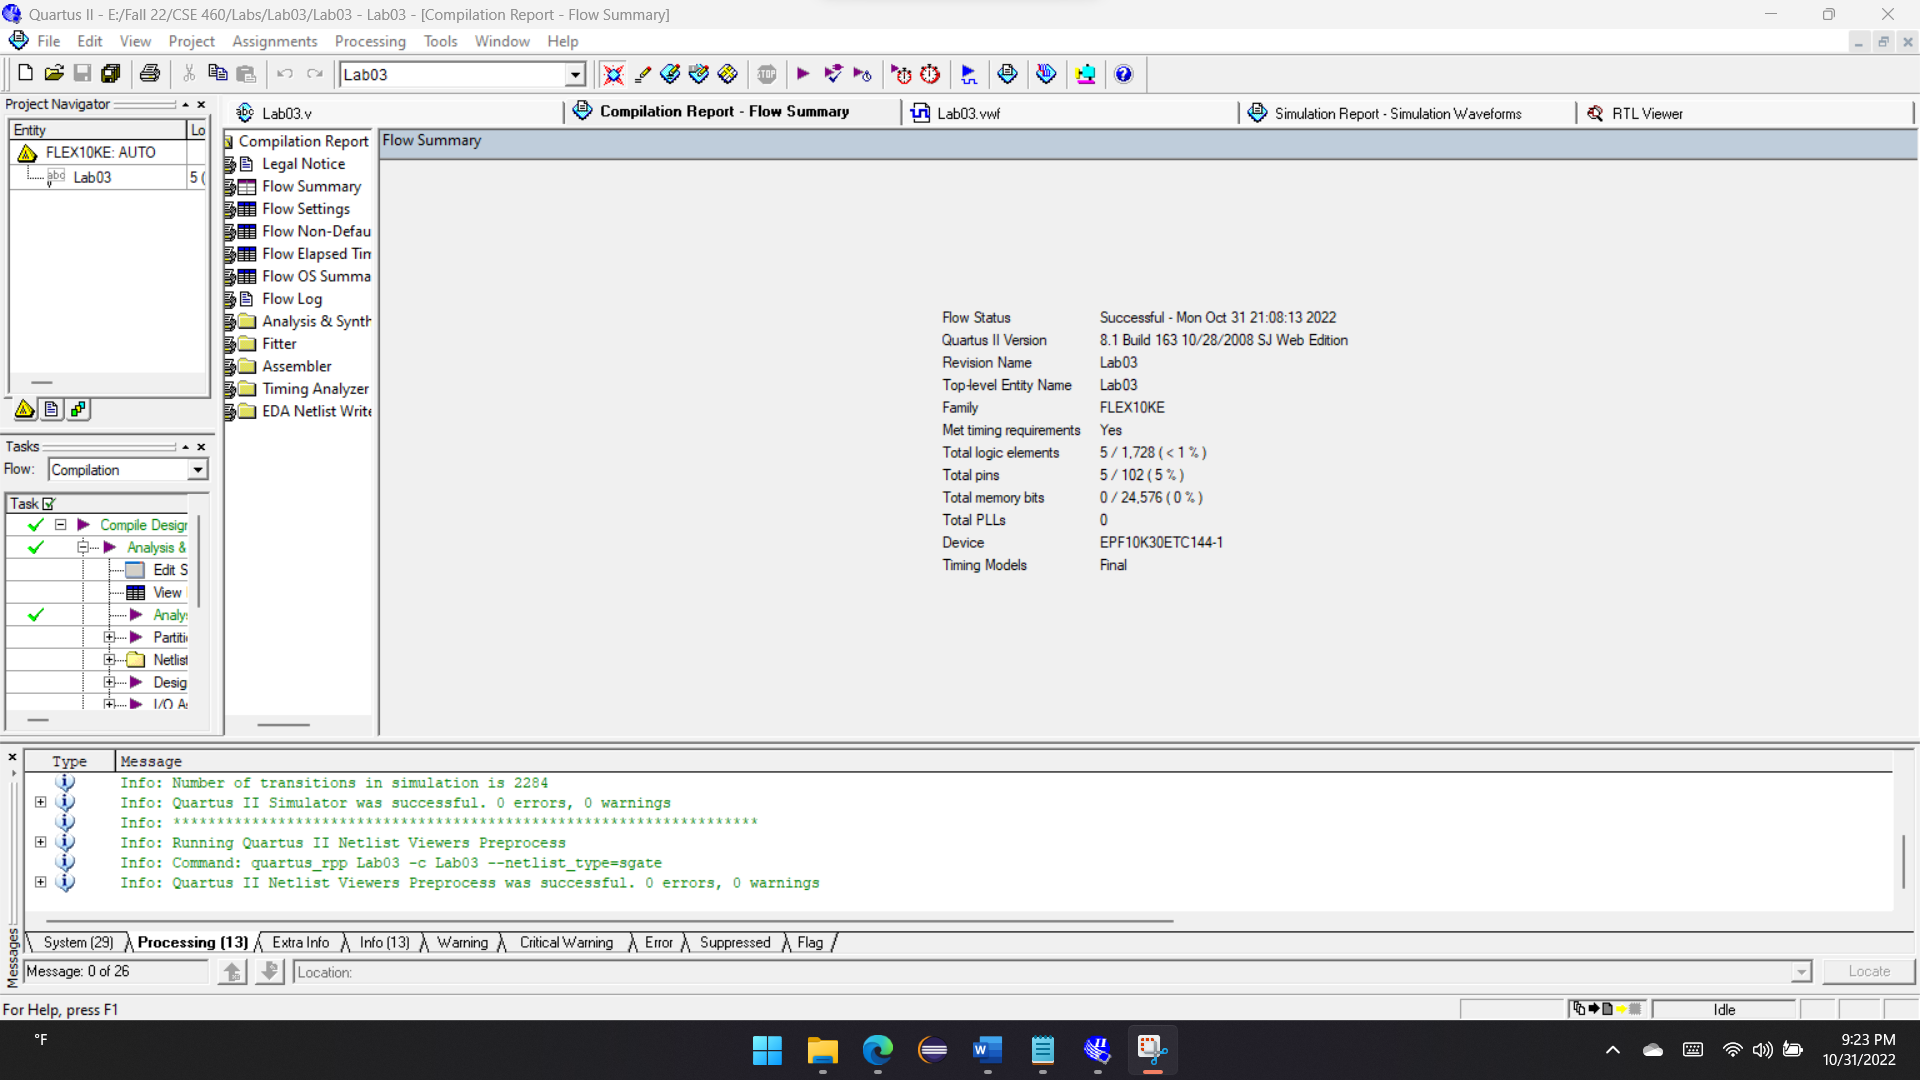 Quartus II - E:/Fall 22/CSE 460/Labs/Lab03/Lab03 - Lab03 - [Compilation Report - Flow Summary]
File Edit View Project Assignments Processing Tools Window Help
Lab03
Project Navigator
Entity Lo
FLEX10KE: AUTO
abc Lab03 5 (
Tasks
Flow: Compilation
Task
Compile Design
Analysis &
Edit S
View
Analys
Partiti
Netlist
Desig
I/O As
abc Lab03.v
Compilation Report - Flow Summary
Lab03.vwf
Simulation Report - Simulation Waveforms
RTL Viewer
Compilation Report
Legal Notice
Flow Summary
Flow Settings
Flow Non-Defau
Flow Elapsed Tim
Flow OS Summa
Flow Log
Analysis & Synth
Fitter
Assembler
Timing Analyzer
EDA Netlist Write
Flow Summary
Flow Status Successful - Mon Oct 31 21:08:13 2022
Quartus II Version 8.1 Build 163 10/28/2008 SJ Web Edition
Revision Name Lab03
Top-level Entity Name Lab03
Family FLEX10KE
Met timing requirements Yes
Total logic elements 5 / 1,728 ( < 1 % )
Total pins 5 / 102 ( 5 % )
Total memory bits 0 / 24,576 ( 0 % )
Total PLLs 0
Device EPF10K30ETC144-1
Timing Models Final
Type Message
Info: Number of transitions in simulation is 2284
Info: Quartus II Simulator was successful. 0 errors, 0 warnings
Info: *******************************************************************
Info: Running Quartus II Netlist Viewers Preprocess
Info: Command: quartus_rpp Lab03 -c Lab03 --netlist_type=sgate
Info: Quartus II Netlist Viewers Preprocess was successful. 0 errors, 0 warnings
System (29) Processing (13) Extra Info Info (13) Warning Critical Warning Error Suppressed Flag
Messages
Message: 0 of 26 Location: Locate
For Help, press F1 Idle
°F
9:23 PM
10/31/2022